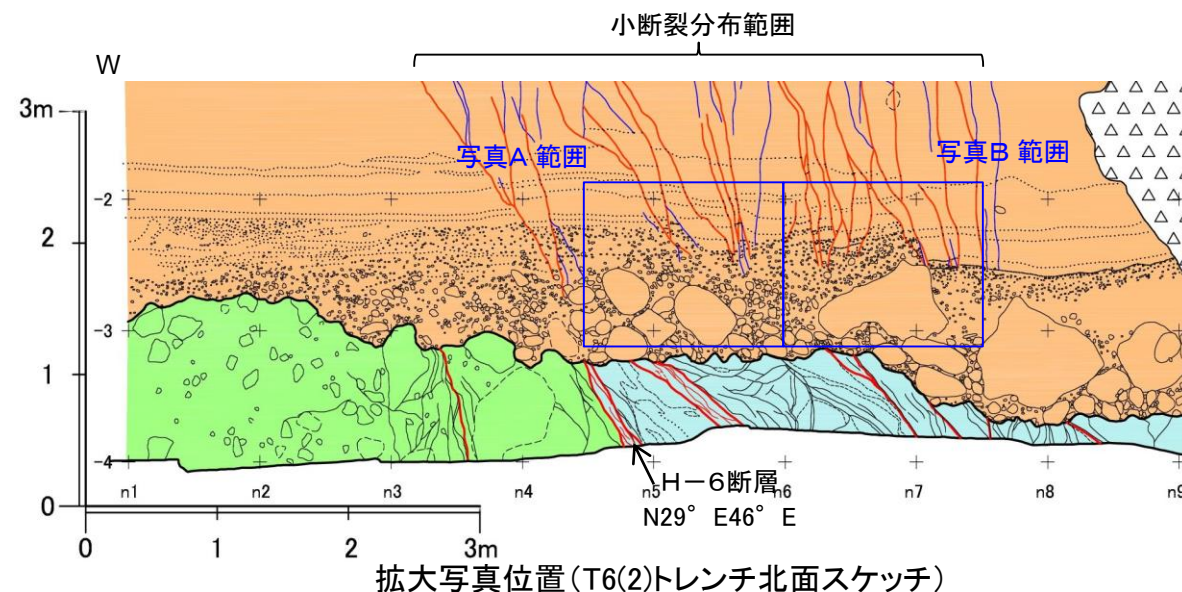 小断裂分布範囲
W
3m
写真A 範囲
写真B 範囲
-2
2
-3
1
-4
n1 n2 n3 n4 n5 n6 n7 n8 n9
0
H-6断層
N29° E46° E
0 1 2 3m
拡大写真位置(T6(2)トレンチ北面スケッチ)